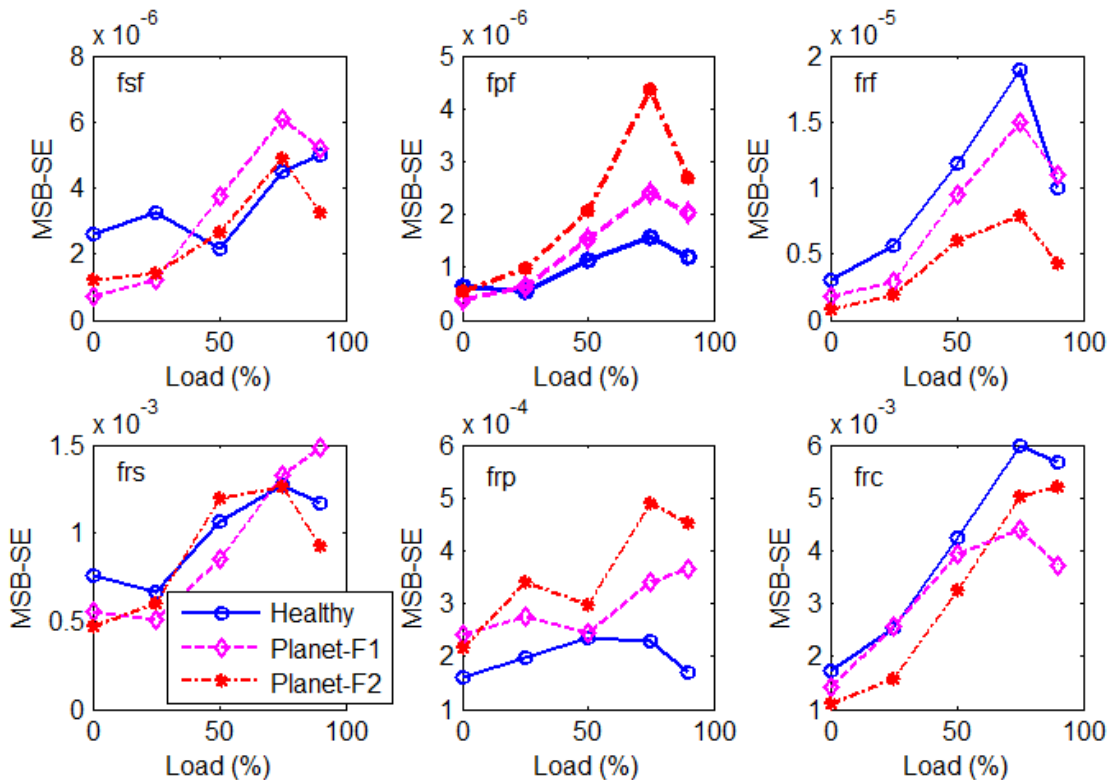 x 10^-6
8
6
4
2
0
0 50 100
MSB-SE
Load (%)
fsf
x 10^-6
5
4
3
2
1
0
0 50 100
MSB-SE
Load (%)
fpf
x 10^-5
2
1.5
1
0.5
0
0 50 100
MSB-SE
Load (%)
frf
x 10^-3
1.5
1
0.5
0
0 50 100
MSB-SE
Load (%)
frs
Healthy
Planet-F1
Planet-F2
x 10^-4
6
5
4
3
2
1
0 50 100
MSB-SE
Load (%)
frp
x 10^-3
6
5
4
3
2
1
0 50 100
MSB-SE
Load (%)
frc